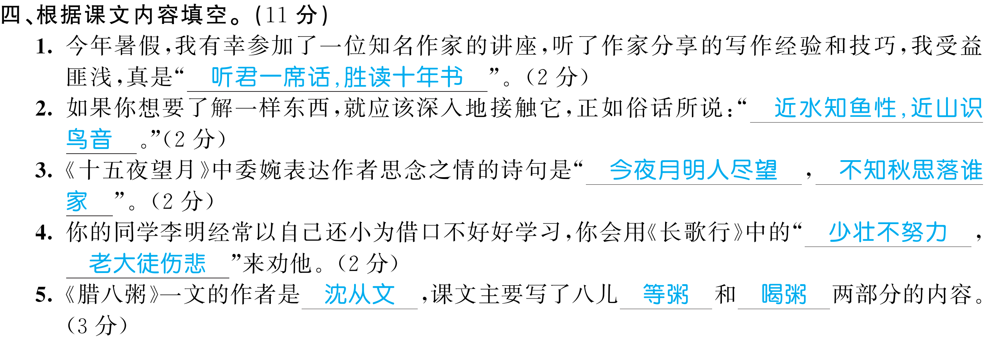 四、根据课文内容填空。(11 分)
1. 今年暑假,我有幸参加了一位知名作家的讲座,听了作家分享的写作经验和技巧,我受益
匪浅,真是“听君一席话,胜读十年书”。(2 分)
2. 如果你想要了解一样东西,就应该深入地接触它,正如俗话所说:“近水知鱼性,近山识
鸟音。”(2 分)
3.《十五夜望月》中委婉表达作者思念之情的诗句是“今夜月明人尽望,不知秋思落谁
家”。(2 分)
4. 你的同学李明经常以自己还小为借口不好好学习,你会用《长歌行》中的“少壮不努力,
老大徒伤悲”来劝他。(2 分)
5.《腊八粥》一文的作者是 沈从文,课文主要写了八儿 等粥 和 喝粥 两部分的内容。
(3 分)